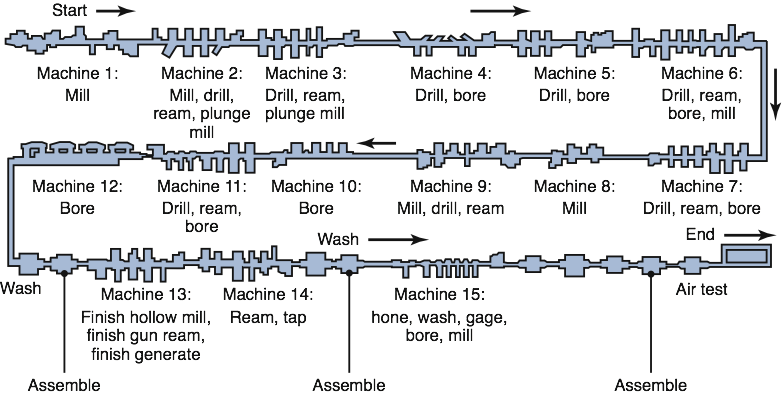 Start
Machine 1:
Mill
Machine 2:
Mill, drill,
ream, plunge
mill
Machine 3:
Drill, ream,
plunge mill
Machine 4:
Drill, bore
Machine 5:
Drill, bore
Machine 6:
Drill, ream,
bore, mill
Machine 12:
Bore
Machine 11:
Drill, ream,
bore
Machine 10:
Bore
Machine 9:
Mill, drill, ream
Machine 8:
Mill
Machine 7:
Drill, ream, bore
Wash
End
Wash
Machine 13:
Finish hollow mill,
finish gun ream,
finish generate
Machine 14:
Ream, tap
Machine 15:
hone, wash, gage,
bore, mill
Air test
Assemble
Assemble
Assemble